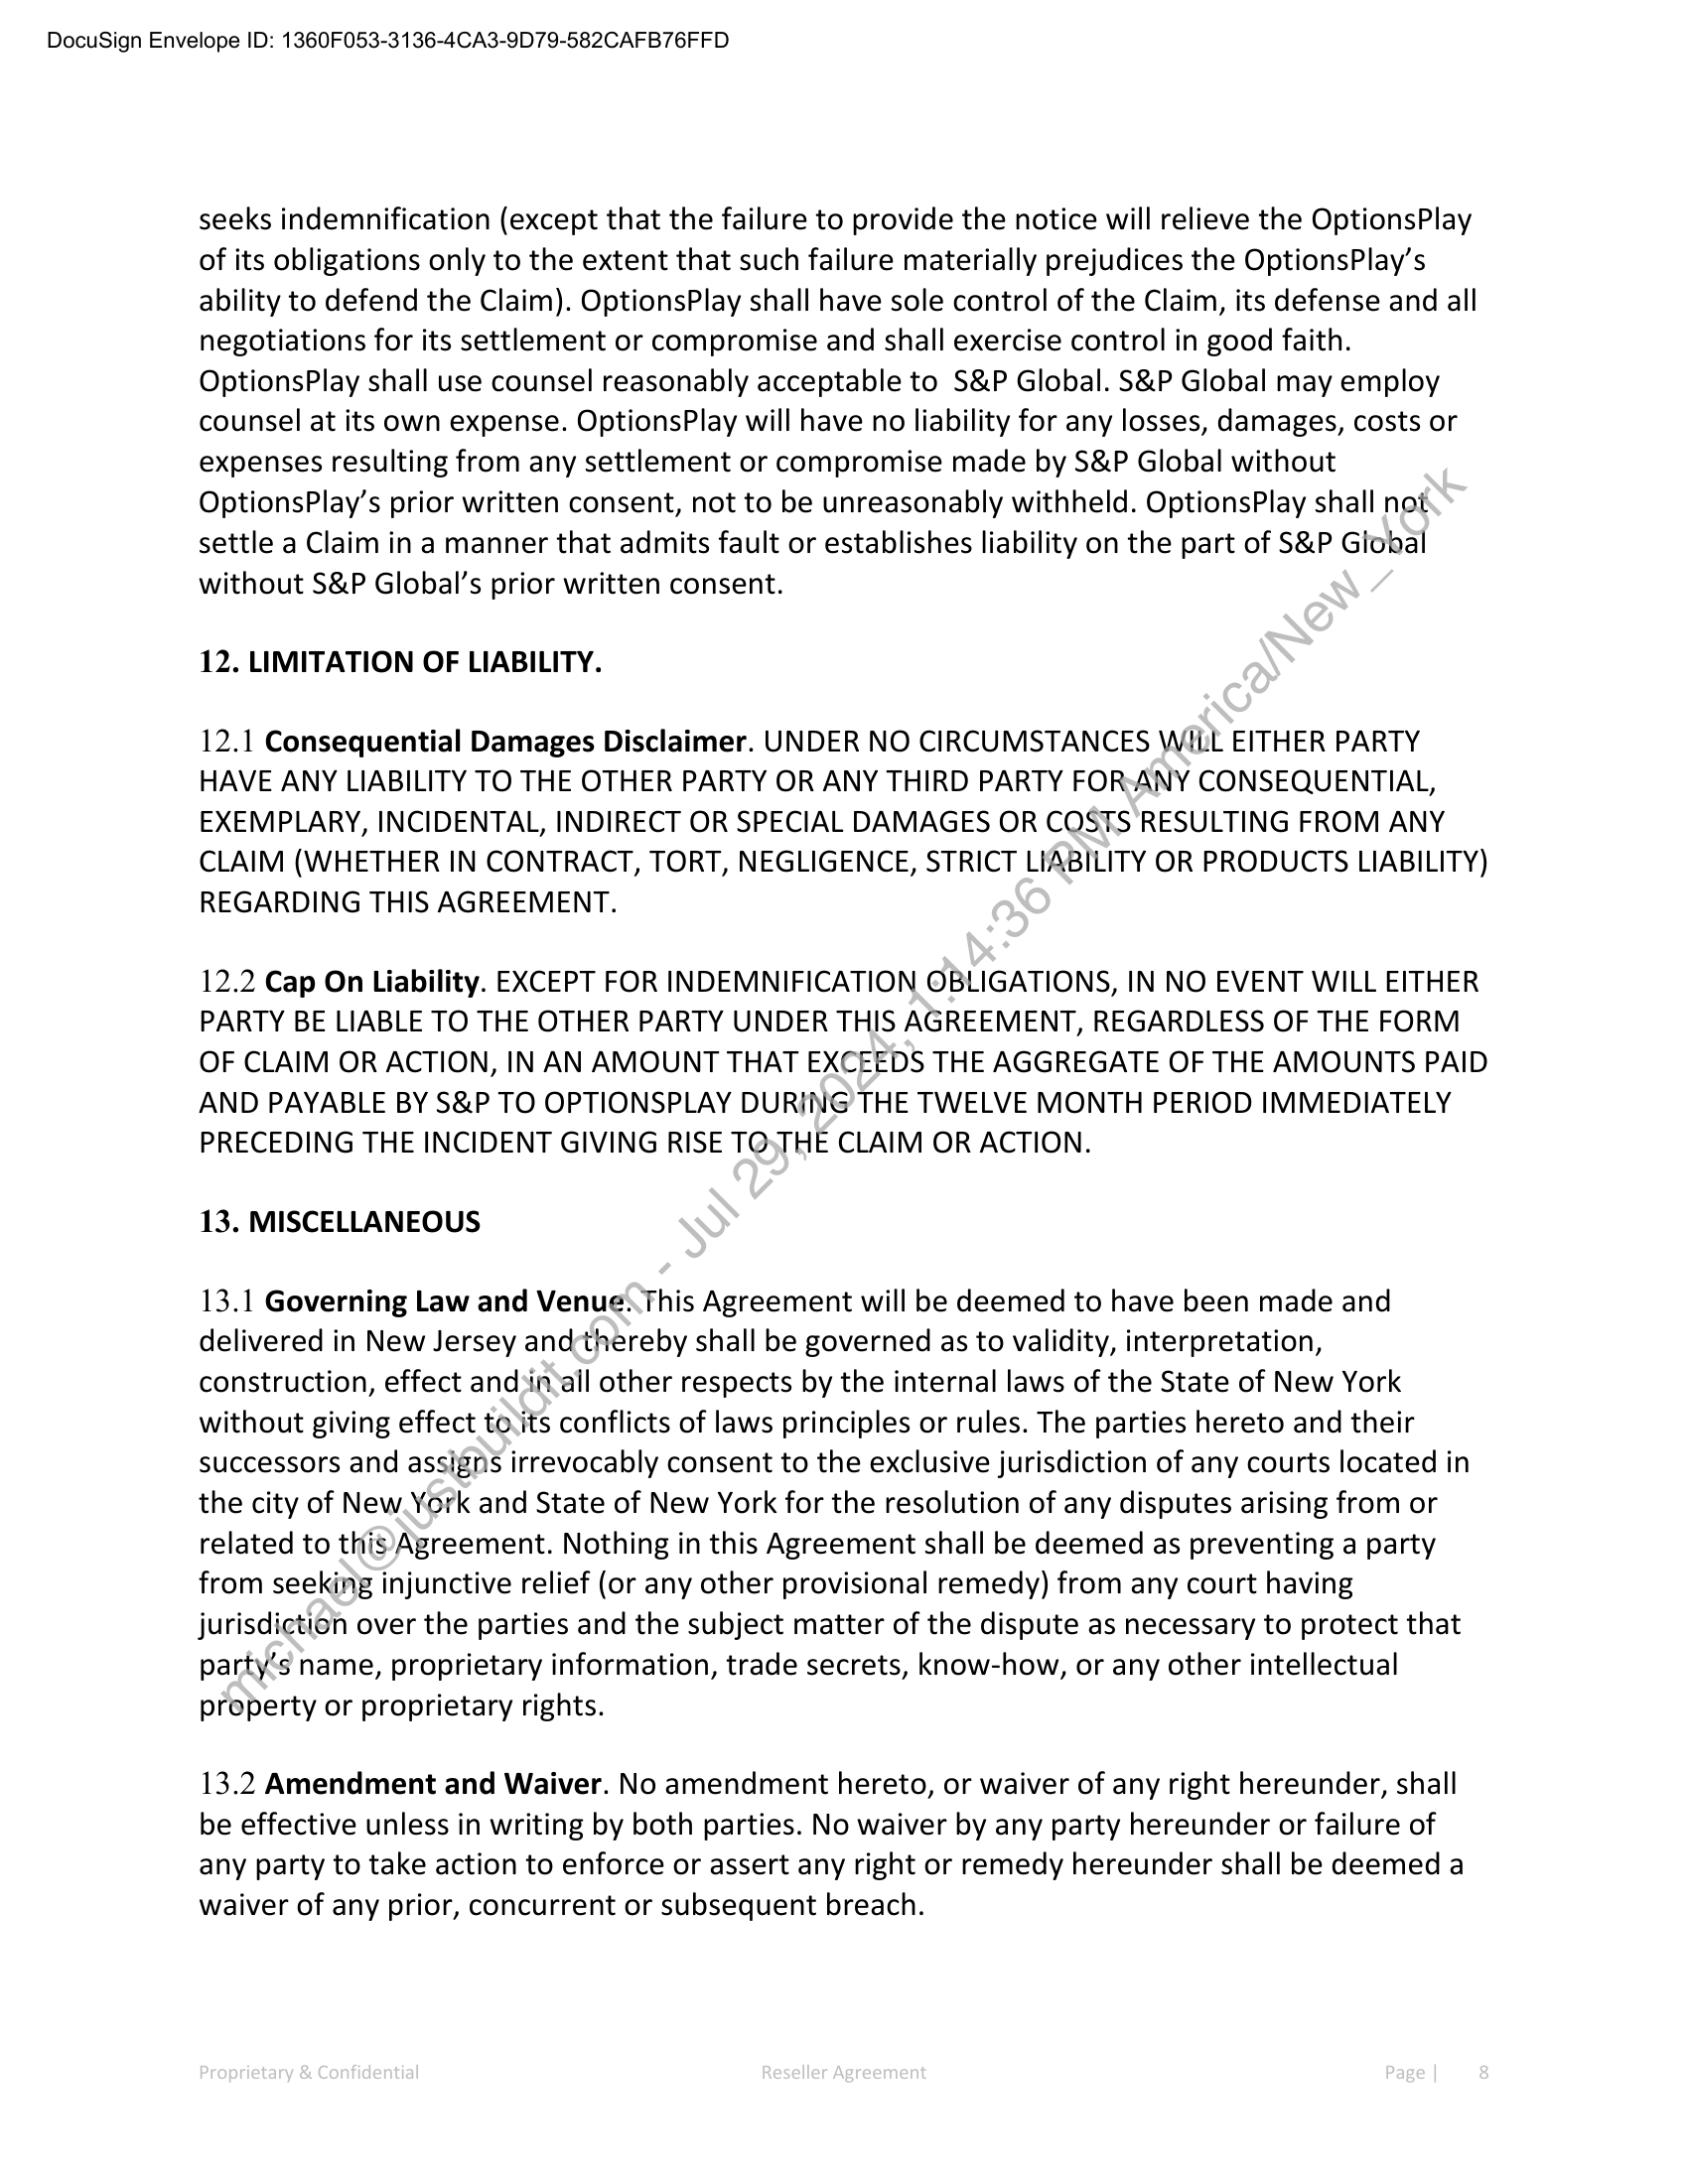 DocuSign Envelope ID: 1360F053-3136-4CA3-9D79-582CAFB76FFD
seeks indemnification (except that the failure to provide the notice will relieve the OptionsPlay
of its obligations only to the extent that such failure materially prejudices the OptionsPlay’s
ability to defend the Claim). OptionsPlay shall have sole control of the Claim, its defense and all
negotiations for its settlement or compromise and shall exercise control in good faith.
OptionsPlay shall use counsel reasonably acceptable to  S&P Global. S&P Global may employ
counsel at its own expense. OptionsPlay will have no liability for any losses, damages, costs or
expenses resulting from any settlement or compromise made by S&P Global without
OptionsPlay’s prior written consent, not to be unreasonably withheld. OptionsPlay shall not
settle a Claim in a manner that admits fault or establishes liability on the part of S&P Global
without S&P Global’s prior written consent.
12. LIMITATION OF LIABILITY.
12.1 Consequential Damages Disclaimer. UNDER NO CIRCUMSTANCES WILL EITHER PARTY
HAVE ANY LIABILITY TO THE OTHER PARTY OR ANY THIRD PARTY FOR ANY CONSEQUENTIAL,
EXEMPLARY, INCIDENTAL, INDIRECT OR SPECIAL DAMAGES OR COSTS RESULTING FROM ANY
CLAIM (WHETHER IN CONTRACT, TORT, NEGLIGENCE, STRICT LIABILITY OR PRODUCTS LIABILITY)
REGARDING THIS AGREEMENT.
12.2 Cap On Liability. EXCEPT FOR INDEMNIFICATION OBLIGATIONS, IN NO EVENT WILL EITHER
PARTY BE LIABLE TO THE OTHER PARTY UNDER THIS AGREEMENT, REGARDLESS OF THE FORM
OF CLAIM OR ACTION, IN AN AMOUNT THAT EXCEEDS THE AGGREGATE OF THE AMOUNTS PAID
AND PAYABLE BY S&P TO OPTIONSPLAY DURING THE TWELVE MONTH PERIOD IMMEDIATELY
PRECEDING THE INCIDENT GIVING RISE TO THE CLAIM OR ACTION.
13. MISCELLANEOUS
13.1 Governing Law and Venue. This Agreement will be deemed to have been made and
delivered in New Jersey and thereby shall be governed as to validity, interpretation,
construction, effect and in all other respects by the internal laws of the State of New York
without giving effect to its conflicts of laws principles or rules. The parties hereto and their
successors and assigns irrevocably consent to the exclusive jurisdiction of any courts located in
the city of New York and State of New York for the resolution of any disputes arising from or
related to this Agreement. Nothing in this Agreement shall be deemed as preventing a party
from seeking injunctive relief (or any other provisional remedy) from any court having
jurisdiction over the parties and the subject matter of the dispute as necessary to protect that
party’s name, proprietary information, trade secrets, know-how, or any other intellectual
property or proprietary rights.
13.2 Amendment and Waiver. No amendment hereto, or waiver of any right hereunder, shall
be effective unless in writing by both parties. No waiver by any party hereunder or failure of
any party to take action to enforce or assert any right or remedy hereunder shall be deemed a
waiver of any prior, concurrent or subsequent breach.
michael@justbuildit.com - Jul 29, 2024, 1:14:36 PM America/New_York
Proprietary & Confidential Reseller Agreement Page | 8